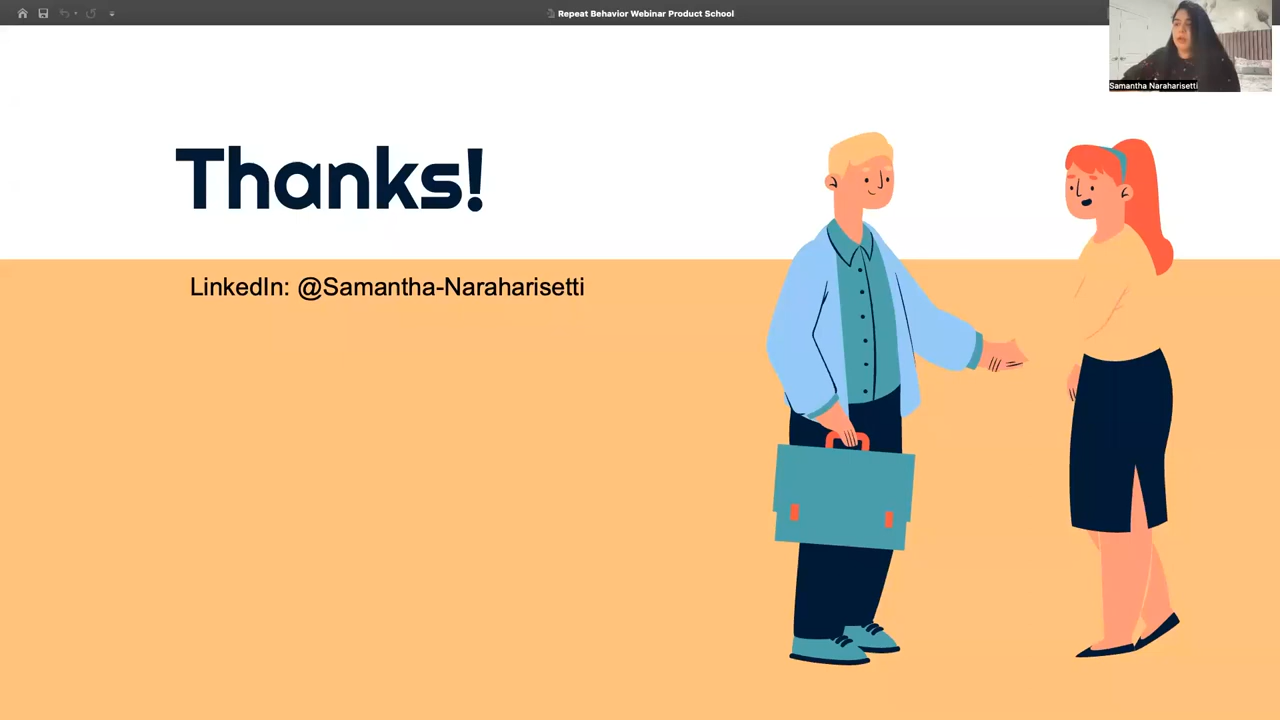 Repeat Behavior Webinar Product School
Samantha Naraharisetti
Thanks!
LinkedIn: @Samantha-Naraharisetti